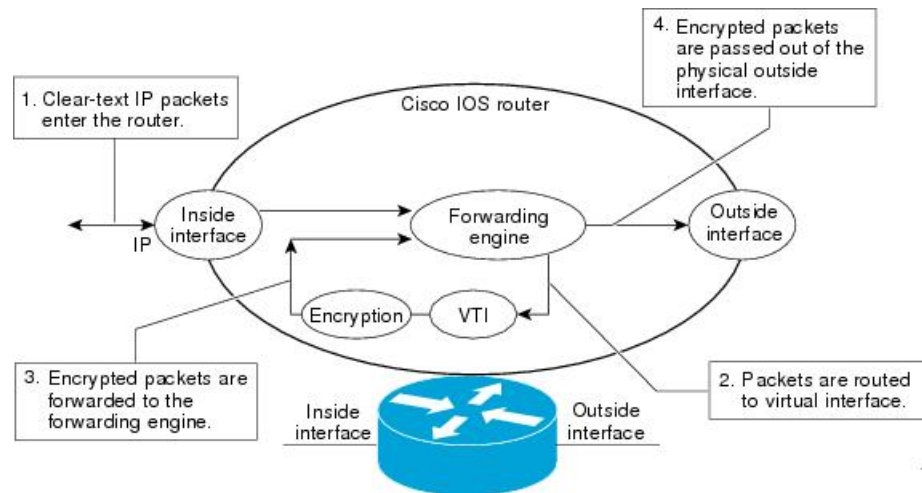 4. Encrypted packets
are passed out of the
physical outside
interface.
1. Clear-text IP packets
enter the router.
Cisco IOS router
Inside
interface
IP
Forwarding
engine
Outside
interface
Encryption
VTI
3. Encrypted packets are
forwarded to the
forwarding engine.
2. Packets are routed
to virtual interface.
Inside
interface
Outside
interface